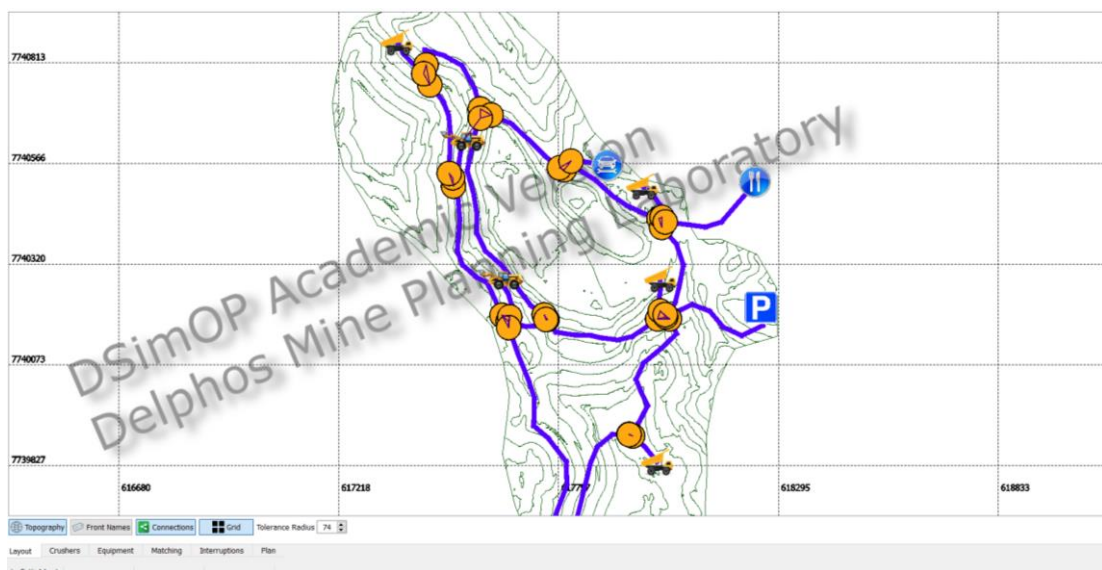 7740813
DSimOP Academic Version
Delphos Mine Planning Laboratory
7740566
7740320
P
7740073
7739827
616680
617218
617757
618295
618833
Topography
Front Names
Connections
Grid
Tolerance Radius
74
Layout
Crushers
Equipment
Matching
Interruptions
Plan